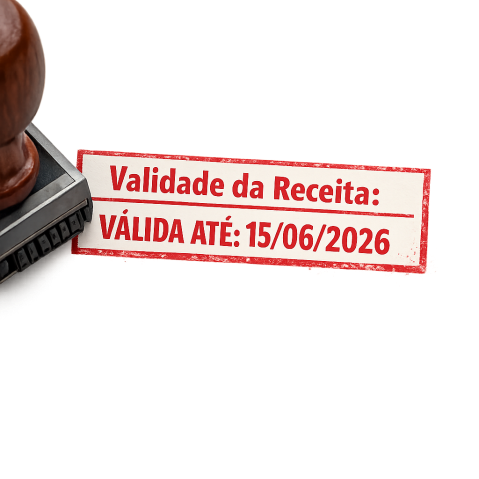 Validade da Receita:
VÁLIDA ATÉ: 15/06/2026